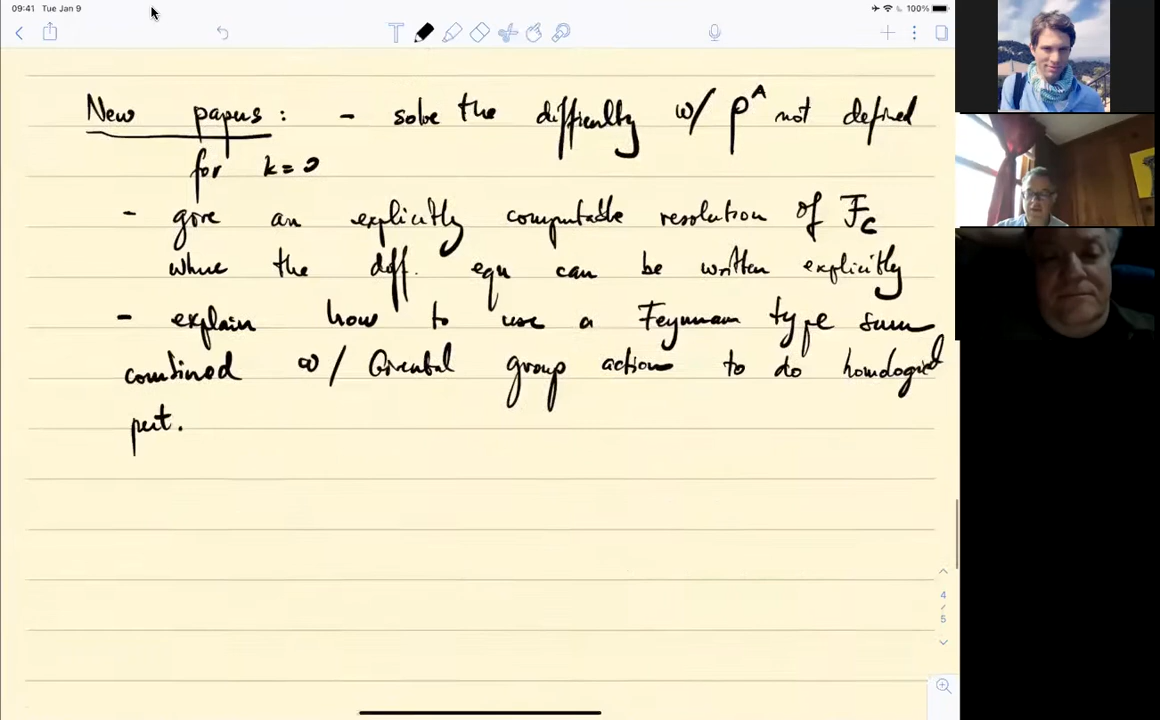 09:41 Tue Jan 9 100%
New papers : - solve the difficulty w/ ρ^A not defined
for k=0
- give an explicitly computable resolution of F_C
where the diff. equ can be written explicitly
- explain how to use a Feynman type sum
combined w/ Givental group action to do homological
pert.
4
/
5